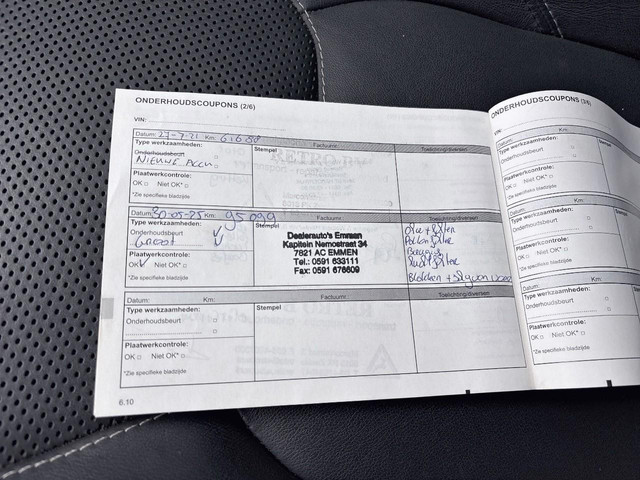 ONDERHOUDSCOUPONS (2/6)
VIN:
Datum: 27-7-21 Km:
Factuurnr.:
Toelichting/diversen:
Type werkzaamheden:
Stempel
Onderhoudsbeurt
NIEUWE ACCU
Plaatwerkcontrole:
OK Niet OK*
*Zie specifieke bladzijde
Datum: 30-05-25 Km: 95099
Factuurnr.:
Toelichting/diversen:
Type werkzaamheden:
Stempel
Onderhoudsbeurt
Groot
Plaatwerkcontrole:
OK Niet OK*
*Zie specifieke bladzijde
Dealerauto's Emraan
Kapitein Nemostraat 34
7821 AC EMMEN
Tel.: 0591 633111
Fax: 0591 676609
Olie + filter
Pollenfilter
Luchtfilter
Datum: Km:
Factuurnr.:
Toelichting/diversen:
Type werkzaamheden:
Stempel
Onderhoudsbeurt
Plaatwerkcontrole:
OK Niet OK*
*Zie specifieke bladzijde
6.10
ONDERHOUDSCOUPONS (3/6)
VIN:
Datum: Km:
Type werkzaamheden:
Stempel
Onderhoudsbeurt
Plaatwerkcontrole:
OK Niet OK*
*Zie specifieke bladzijde
Datum: Km:
Type werkzaamheden:
Stempel
Onderhoudsbeurt
Plaatwerkcontrole:
OK Niet OK*
*Zie specifieke bladzijde
Datum: Km:
Type werkzaamheden:
Onderhoudsbeurt
Plaatwerkcontrole:
OK Niet OK*
*Zie specifieke bladzijde